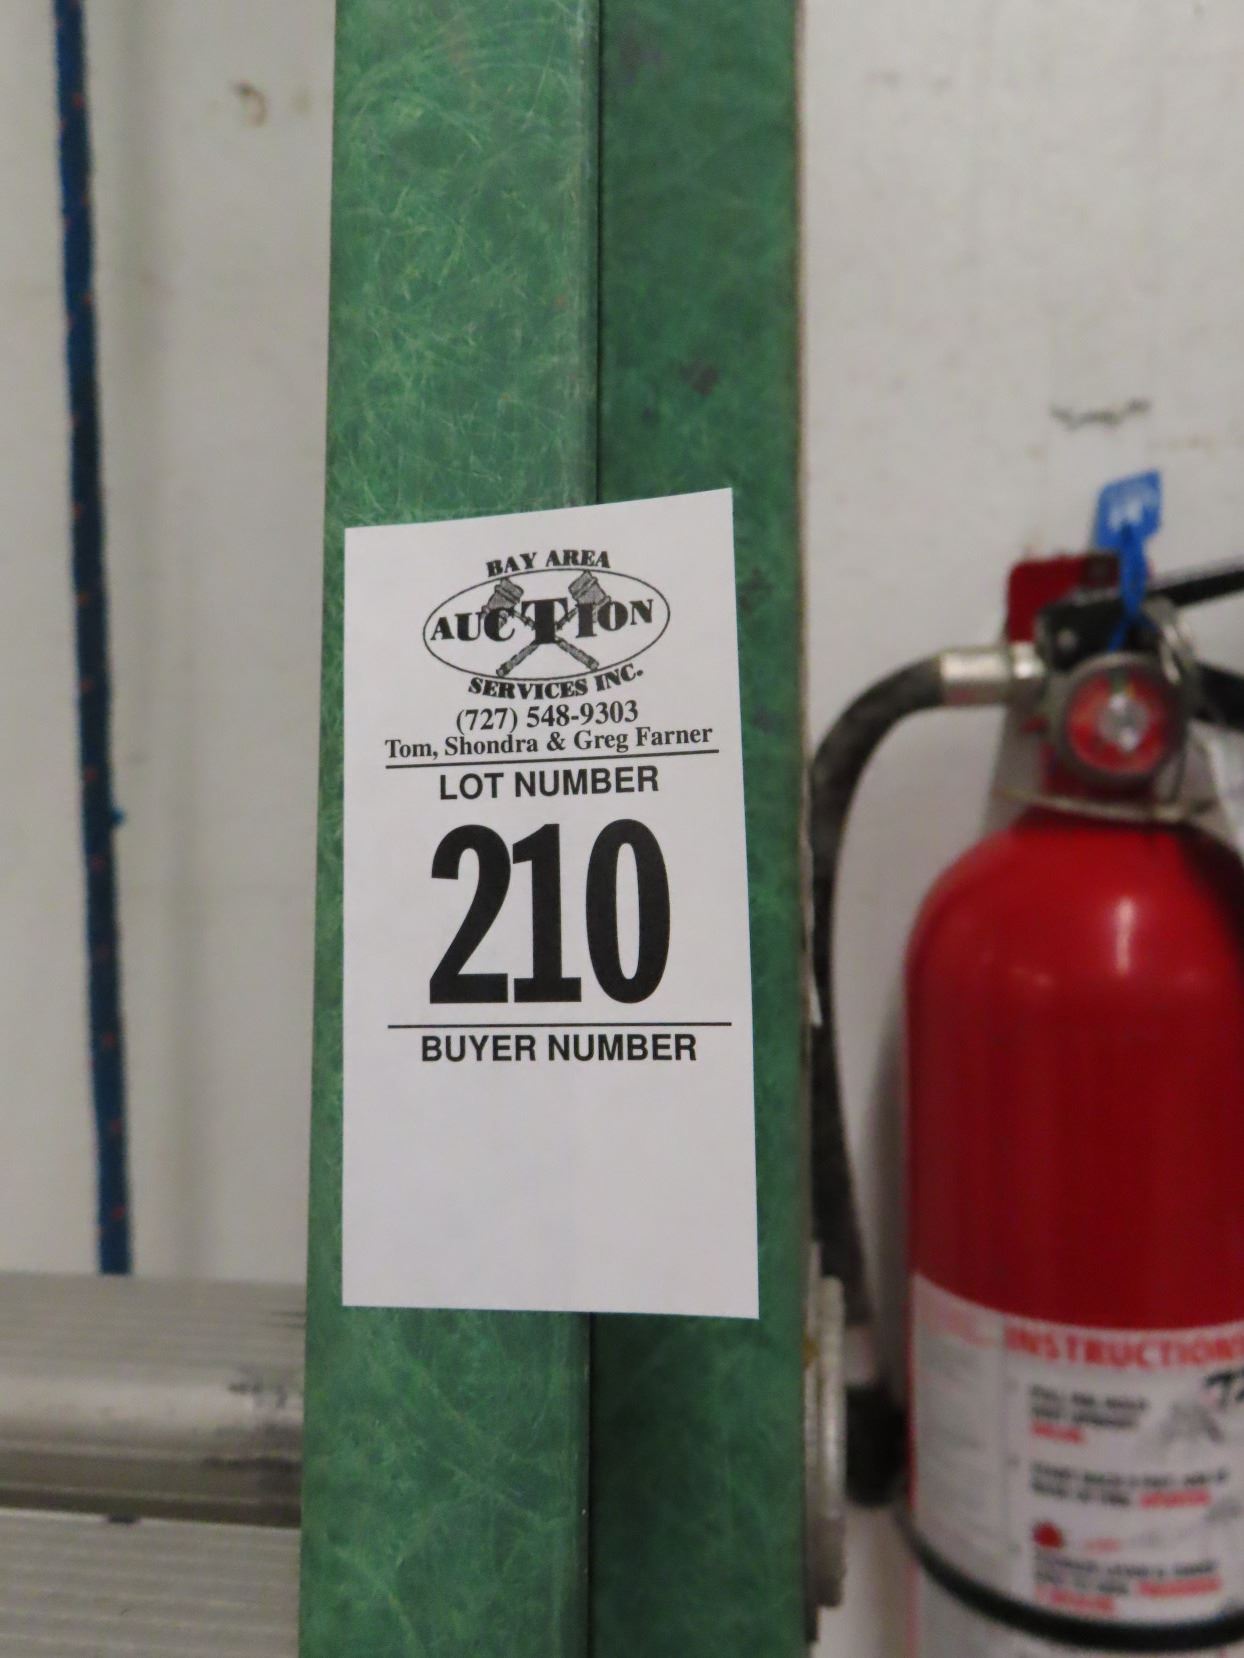 BAY AREA
AUCTION
SERVICES INC.
(727) 548-9303
Tom, Shondra & Greg Farner
LOT NUMBER
210
BUYER NUMBER
INSTRUCTIONS